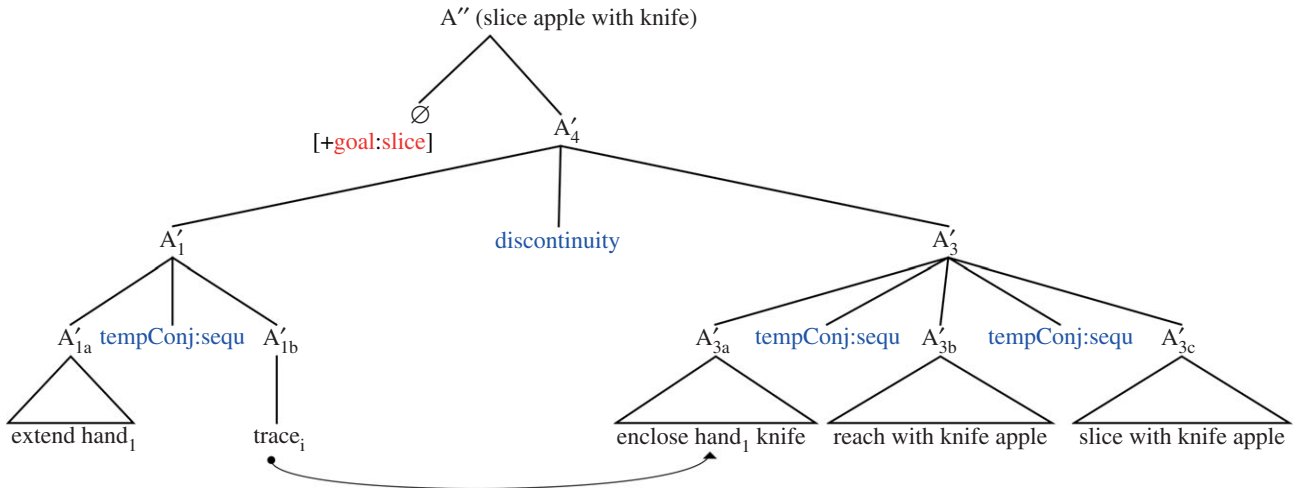 A″ (slice apple with knife)
∅
[+goal:slice]
A′₄
A′₁ discontinuity A′₃
A′₁ₐ tempConj:sequ A′₁b A′₃ₐ tempConj:sequ A′₃b tempConj:sequ A′₃c
extend hand₁ traceᵢ enclose hand₁ knife reach with knife apple slice with knife apple